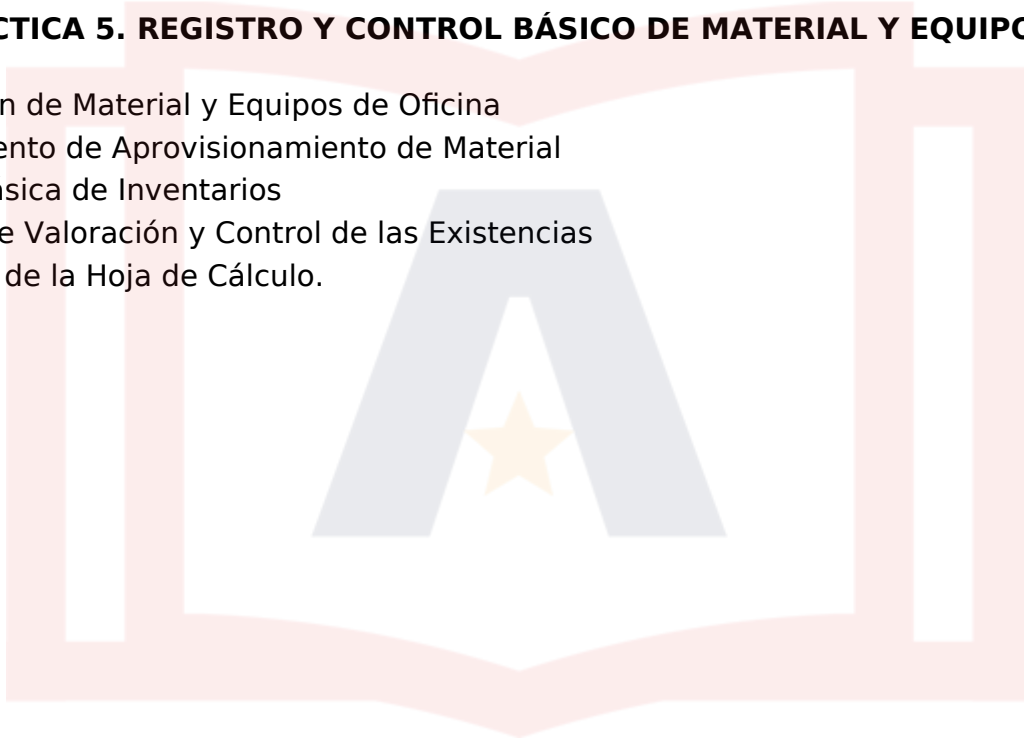 CTICA 5. REGISTRO Y CONTROL BÁSICO DE MATERIAL Y EQUIPO
n de Material y Equipos de Oficina
ento de Aprovisionamiento de Material
sica de Inventarios
e Valoración y Control de las Existencias
de la Hoja de Cálculo.